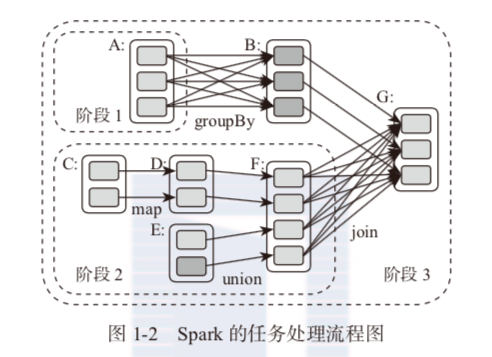 A:
B:
G:
阶段 1
groupBy
C:
D:
F:
map
E:
join
阶段 2
union
阶段 3
图 1-2 Spark 的任务处理流程图